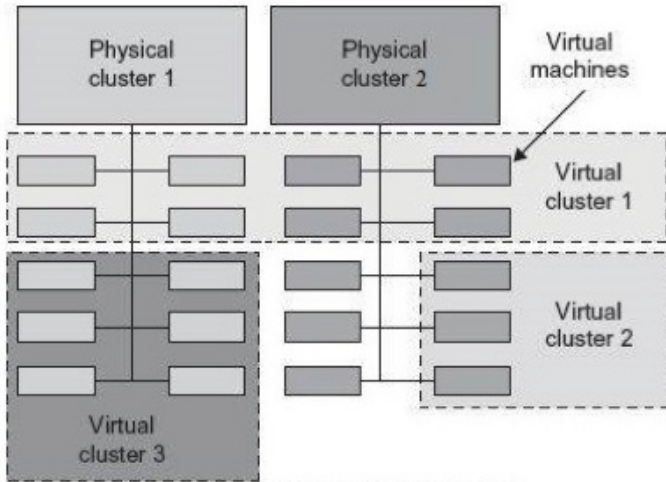 Physical
cluster 1
Physical
cluster 2
Virtual
machines
Virtual
cluster 1
Virtual
cluster 2
Virtual
cluster 3